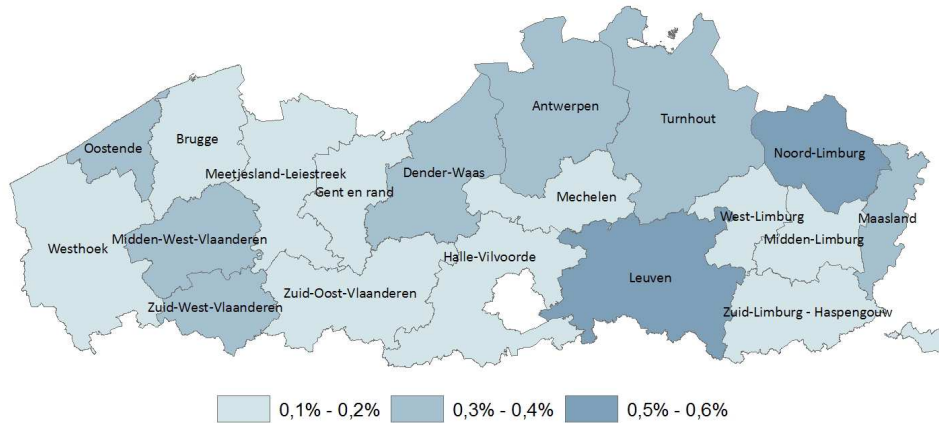 Antwerpen
Turnhout
Brugge
Oostende
Noord-Limburg
Meetjesland-Leiestreek
Dender-Waas
Gent en rand
Mechelen
West-Limburg
Maasland
Midden-West-Vlaanderen
Midden-Limburg
Westhoek
Halle-Vilvoorde
Leuven
Zuid-Oost-Vlaanderen
Zuid-West-Vlaanderen
Zuid-Limburg - Haspengouw
0,1% - 0,2%
0,3% - 0,4%
0,5% - 0,6%